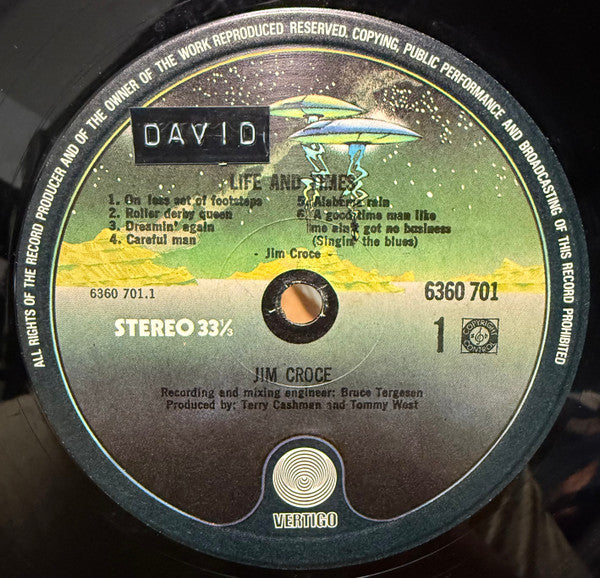 ALL RIGHTS OF THE RECORD PRODUCER AND OF THE OWNER OF THE WORK REPRODUCED RESERVED. COPYING, PUBLIC PERFORMANCE AND BROADCASTING OF THIS RECORD PROHIBITED
DAVID
LIFE AND TIMES
1. On less set of footsteps
2. Roller derby queen
3. Dreamin' again
4. Careful man
5. Alabama rain
6. A good time man like
me ain't got no business
(Singin' the blues)
- Jim Croce -
6360 701.1
6360 701
STEREO 33⅓
1
COPYRIGHT
CONTROL
JIM CROCE
Recording and mixing engineer: Bruce Tergesen
Produced by: Terry Cashman and Tommy West
VERTIGO